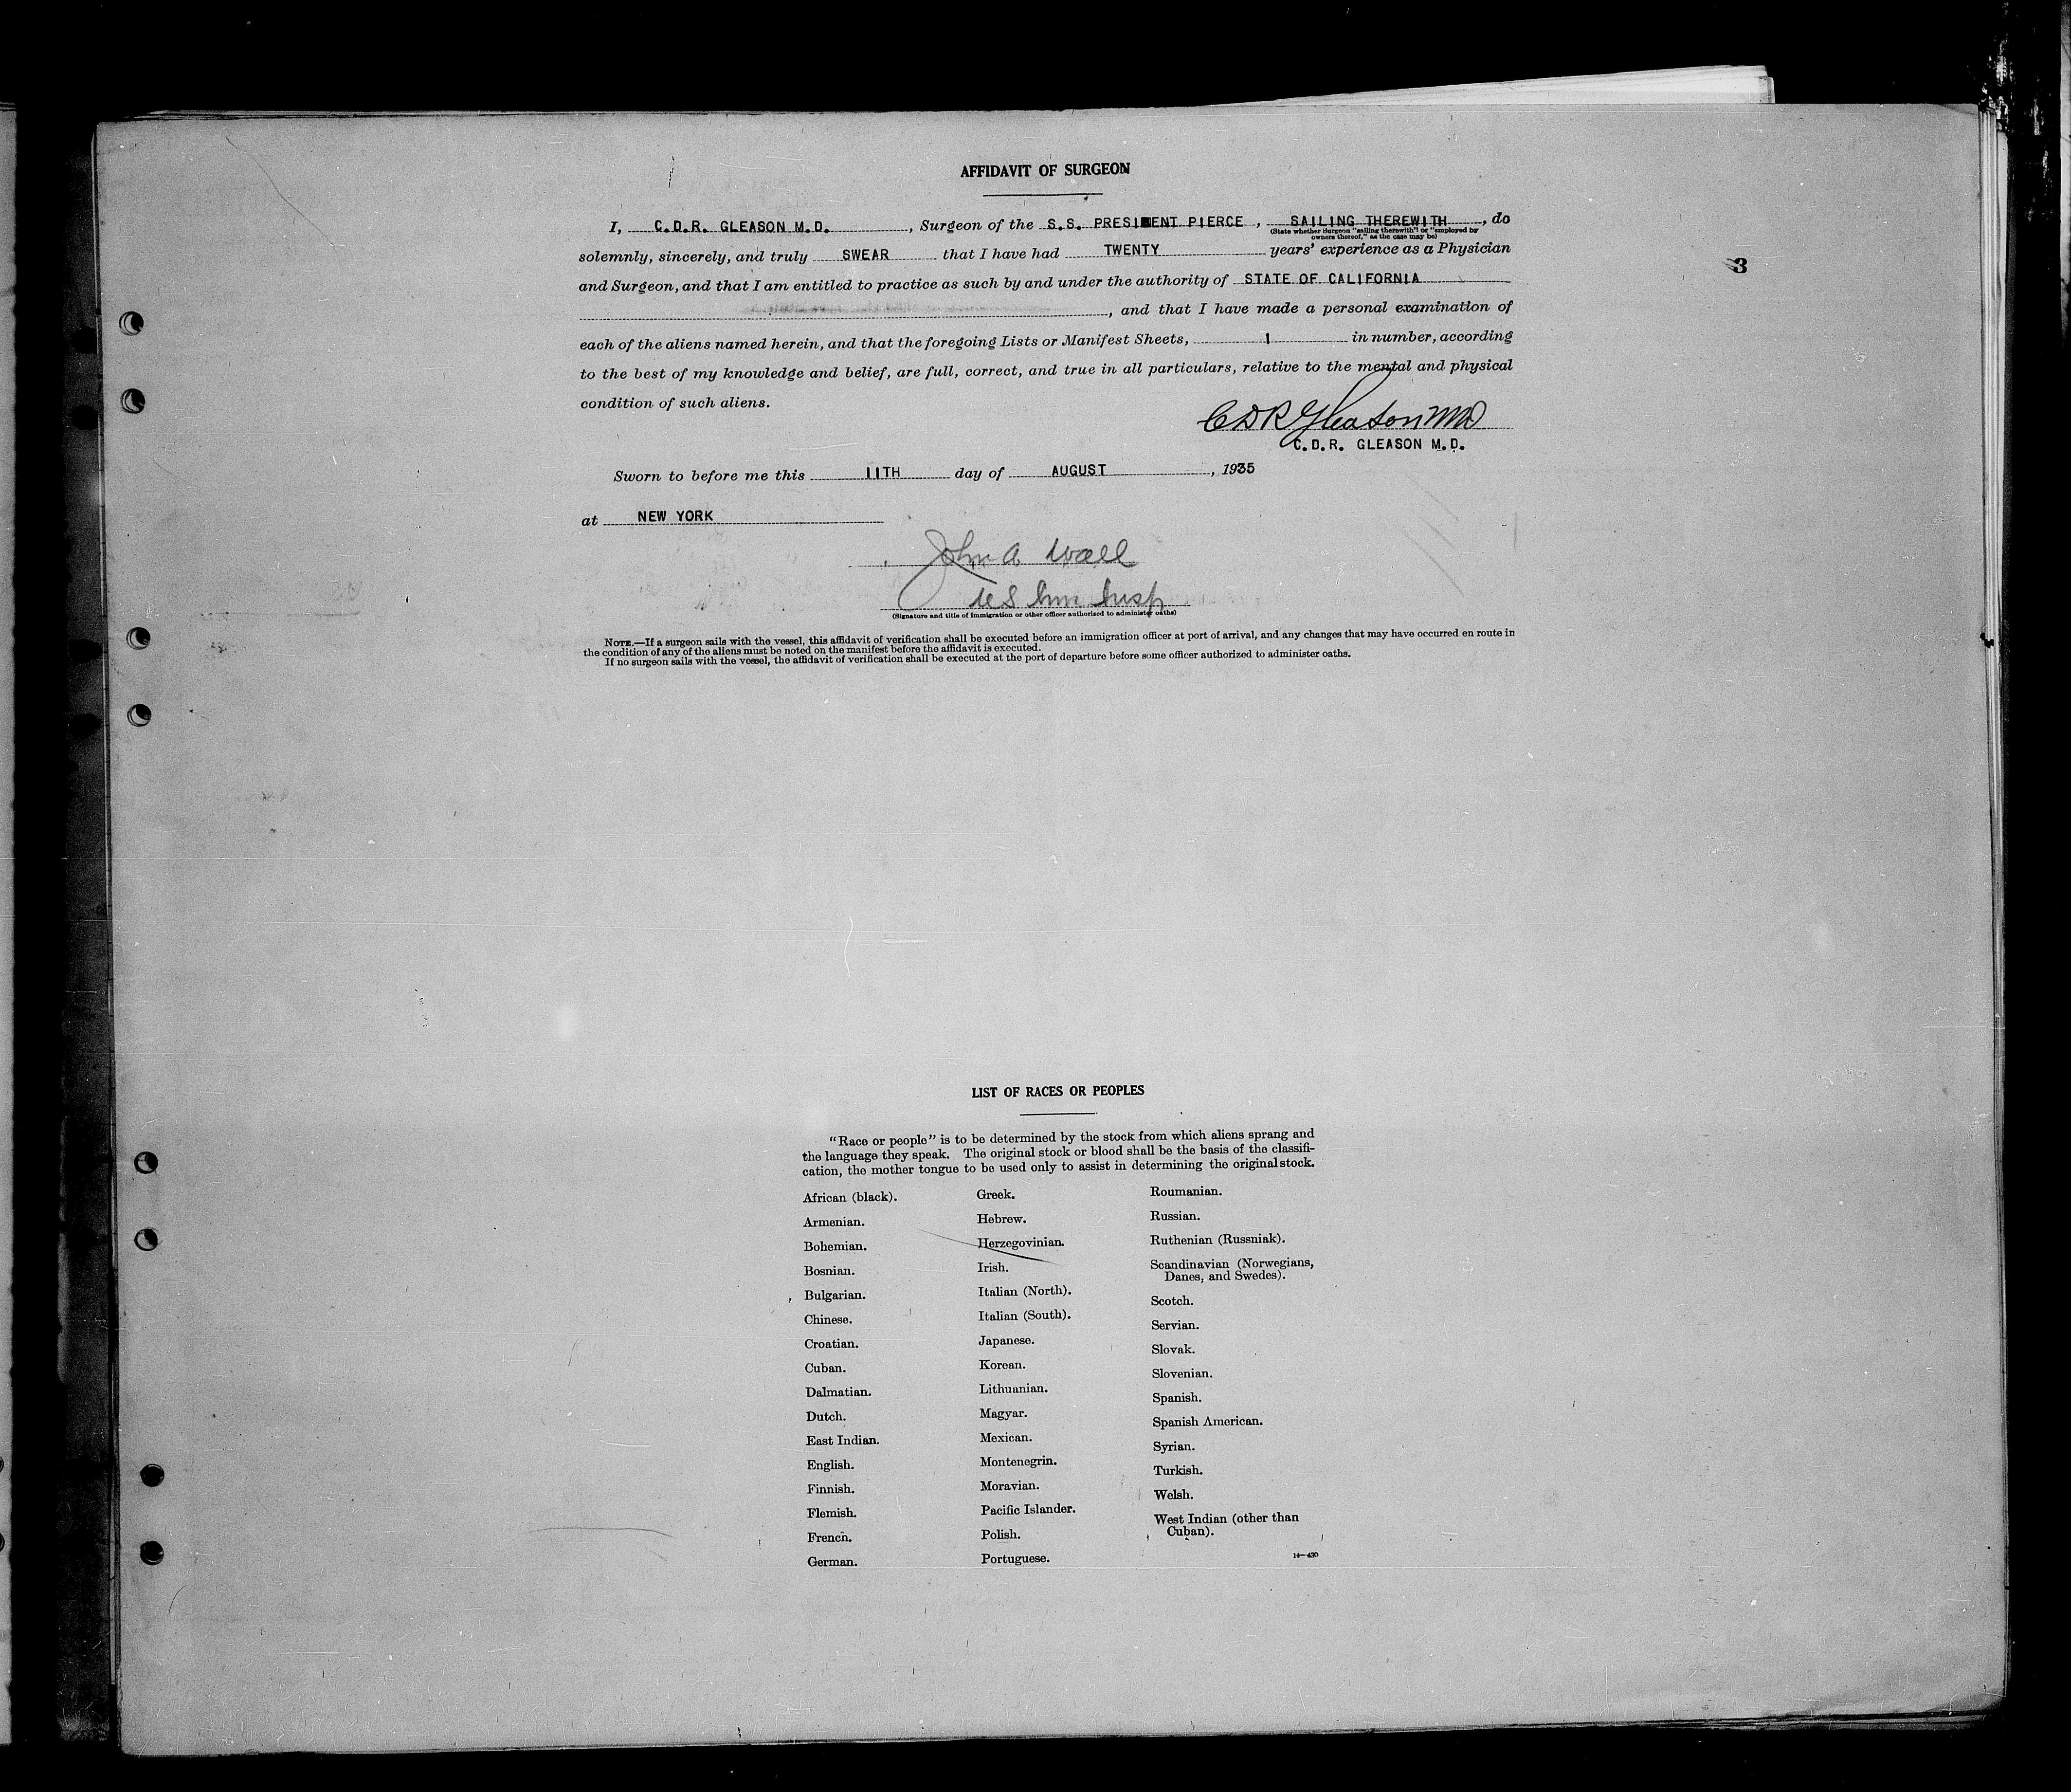 AFFIDAVIT OF SURGEON
3
I, C.D.R. GLEASON M.D. , Surgeon of the S.S. PRESIDENT PIERCE , SAILING THEREWITH , do
(State whether Surgeon "sailing therewith" or "employed by
owners thereof," as the case may be)
solemnly, sincerely, and truly SWEAR that I have had TWENTY years' experience as a Physician
and Surgeon, and that I am entitled to practice as such by and under the authority of STATE OF CALIFORNIA
, and that I have made a personal examination of
each of the aliens named herein, and that the foregoing Lists or Manifest Sheets, 1 in number, according
to the best of my knowledge and belief, are full, correct, and true in all particulars, relative to the mental and physical
condition of such aliens.
CDR Gleason MD
C.D.R. GLEASON M.D.
Sworn to before me this 11TH day of AUGUST , 1935
at NEW YORK
John A Wall
US Imm Insp
(Signature and title of immigration or other officer authorized to administer oaths)
NOTE.—If a surgeon sails with the vessel, this affidavit of verification shall be executed before an immigration officer at port of arrival, and any changes that may have occurred en route in
the condition of any of the aliens must be noted on the manifest before the affidavit is executed.
If no surgeon sails with the vessel, the affidavit of verification shall be executed at the port of departure before some officer authorized to administer oaths.
LIST OF RACES OR PEOPLES
"Race or people" is to be determined by the stock from which aliens sprang and
the language they speak. The original stock or blood shall be the basis of the classifi-
cation, the mother tongue to be used only to assist in determining the original stock.
African (black).
Armenian.
Bohemian.
Bosnian.
Bulgarian.
Chinese.
Croatian.
Cuban.
Dalmatian.
Dutch.
East Indian.
English.
Finnish.
Flemish.
French.
German.
Greek.
Hebrew.
Herzegovinian.
Irish.
Italian (North).
Italian (South).
Japanese.
Korean.
Lithuanian.
Magyar.
Mexican.
Montenegrin.
Moravian.
Pacific Islander.
Polish.
Portuguese.
Roumanian.
Russian.
Ruthenian (Russniak).
Scandinavian (Norwegians,
Danes, and Swedes).
Scotch.
Servian.
Slovak.
Slovenian.
Spanish.
Spanish American.
Syrian.
Turkish.
Welsh.
West Indian (other than
Cuban).
14—430